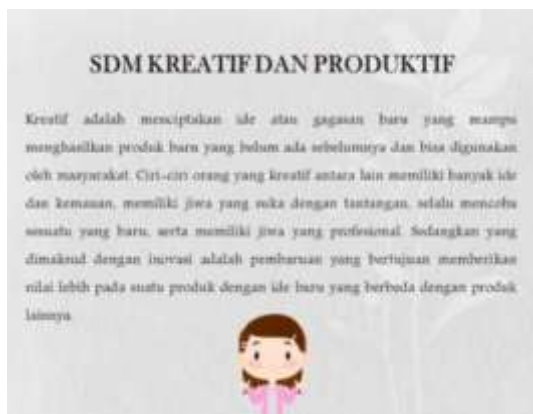 SDM KREATIF DAN PRODUKTIF
Kreatif adalah menciptakan ide atau gagasan baru yang mampu
menghasilkan produk baru yang belum ada sebelumnya dan bisa digunakan
oleh masyarakat. Ciri-ciri orang yang kreatif antara lain memiliki banyak ide
dan kemauan, memiliki jiwa yang suka dengan tantangan, selalu mencoba
sesuatu yang baru, serta memiliki jiwa yang profesional. Sedangkan yang
dimaksud dengan inovasi adalah pembaruan yang bertujuan memberikan
nilai lebih pada suatu produk dengan ide baru yang berbeda dengan produk
lainnya.